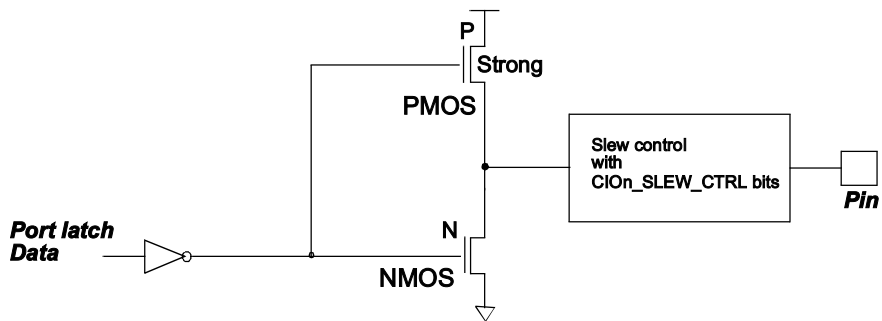 P
Strong
PMOS
Slew control
with
CIOn_SLEW_CTRL bits
Pin
Port latch
Data
N
NMOS